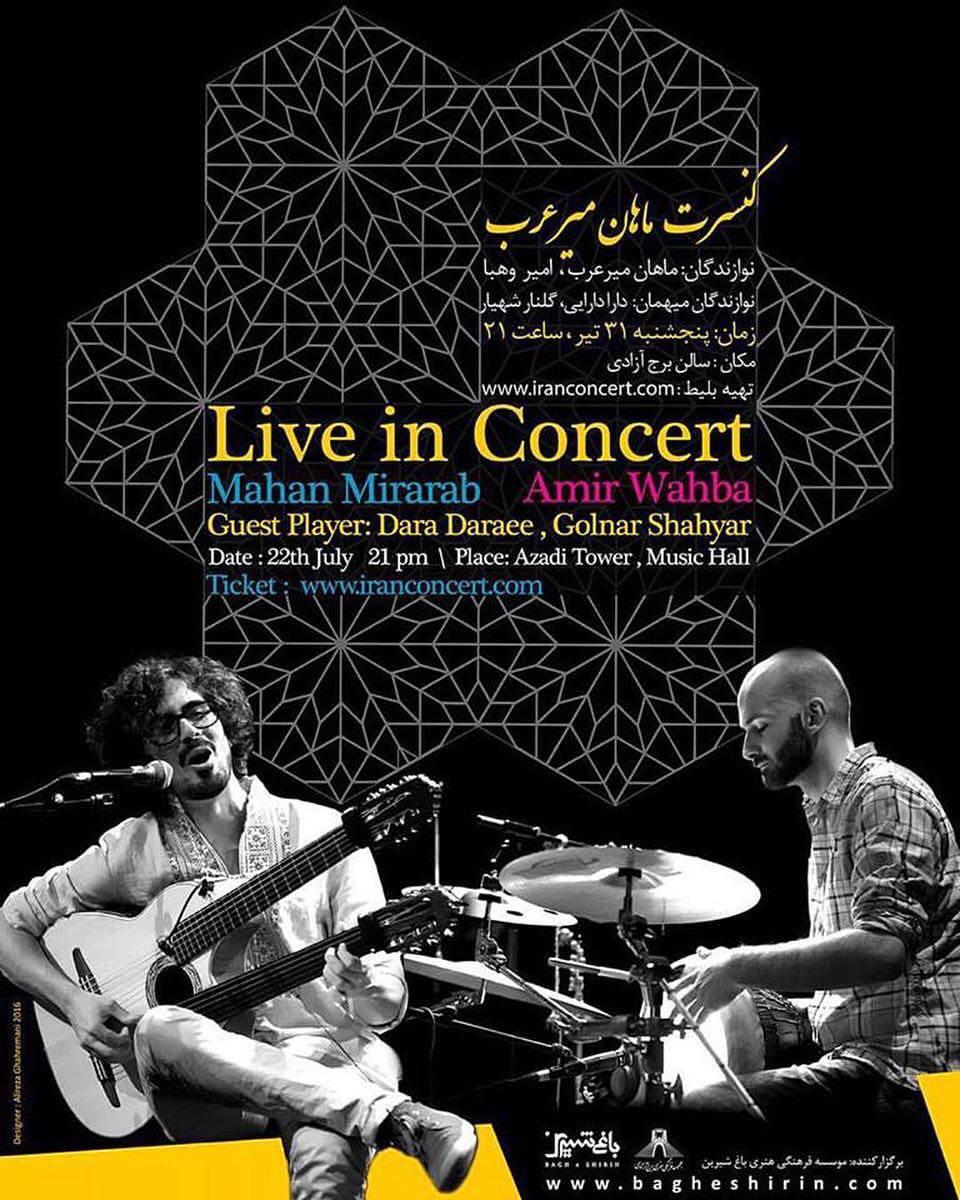 کنسرت ماهان میرعرب
نوازندگان: ماهان میرعرب، امیر وهبا
نوازندگان میهمان: دارا دارایی، گلنار شهیار
زمان: پنجشنبه ۳۱ تیر، ساعت ۲۱
مکان: سالن برج آزادی
تهیه بلیط: www.iranconcert.com
Live in Concert
Mahan Mirarab Amir Wahba
Guest Player: Dara Daraee , Golnar Shahyar
Date : 22th July 21 pm \ Place: Azadi Tower , Music Hall
Ticket : www.iranconcert.com
Designer : Alireza Ghahremani 2016
باغ شیرین
BAGH e SHIRIN
برگزارکننده: موسسه فرهنگی هنری باغ شیرین
www.bagheshirin.com